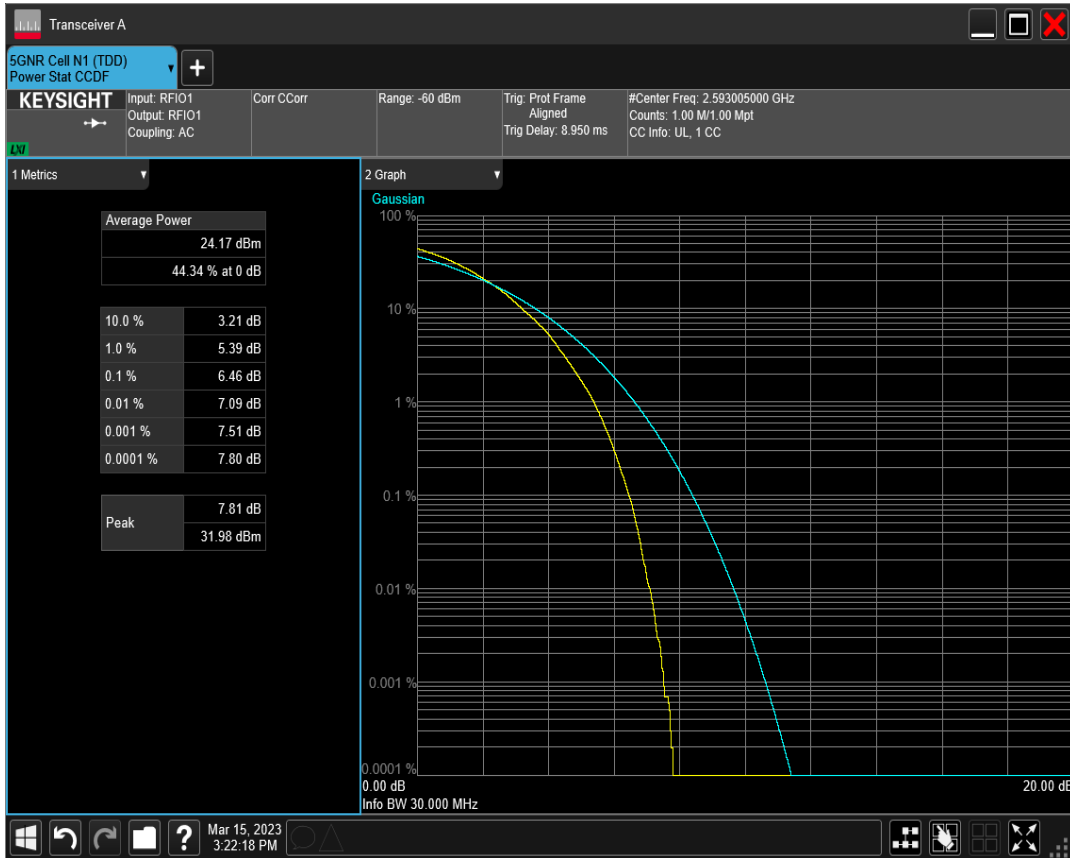 Transceiver A
5GNR Cell N1 (TDD)
Power Stat CCDF
+
KEYSIGHT
LXI
Input: RFIO1
Output: RFIO1
Coupling: AC
Corr CCorr
Range: -60 dBm
Trig: Prot Frame
Aligned
Trig Delay: 8.950 ms
#Center Freq: 2.593005000 GHz
Counts: 1.00 M/1.00 Mpt
CC Info: UL, 1 CC
1 Metrics
Average Power
24.17 dBm
44.34 % at 0 dB
10.0 % 3.21 dB
1.0 % 5.39 dB
0.1 % 6.46 dB
0.01 % 7.09 dB
0.001 % 7.51 dB
0.0001 % 7.80 dB
Peak 7.81 dB
31.98 dBm
2 Graph
Gaussian
100 %
10 %
1 %
0.1 %
0.01 %
0.001 %
0.0001 %
0.00 dB 20.00 dB
Info BW 30.000 MHz
?
Mar 15, 2023
3:22:18 PM